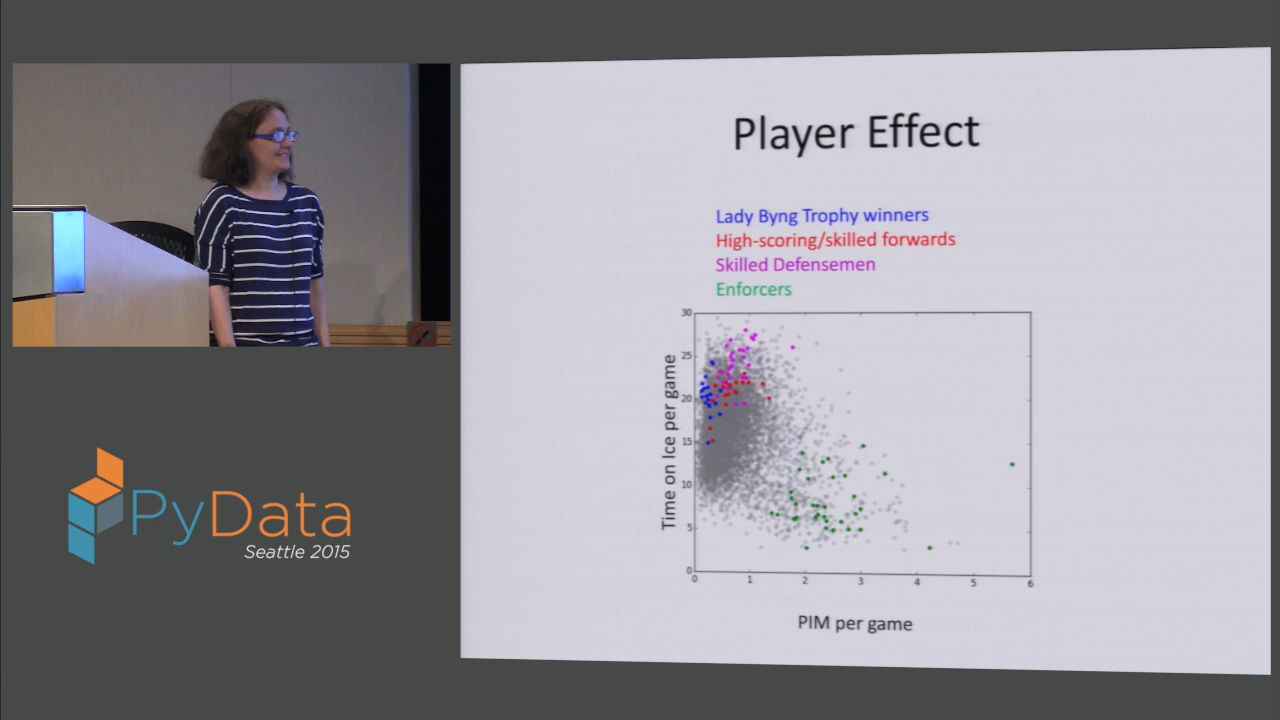 Player Effect
Lady Byng Trophy winners
High-scoring/skilled forwards
Skilled Defensemen
Enforcers
30
25
20
15
10
5
0
0 1 2 3 4 5 6
Time on Ice per game
PIM per game
PyData
Seattle 2015